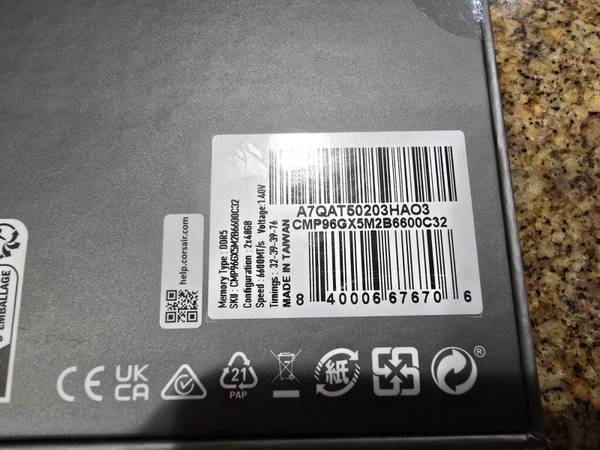 Memory Type : DDR5
SKU : CMP96GX5M2B6600C32
Configuration : 2x48GB
Speed : 6600MT/s Voltage: 1.40V
Timings : 32-39-39-76
MADE IN TAIWAN
A7QAT50203HAO3
CMP96GX5M2B6600C32
8 40006 67670 6
help.corsair.com
D'EMBALLAGE
CE
UK
CA
21
PAP
紙
®